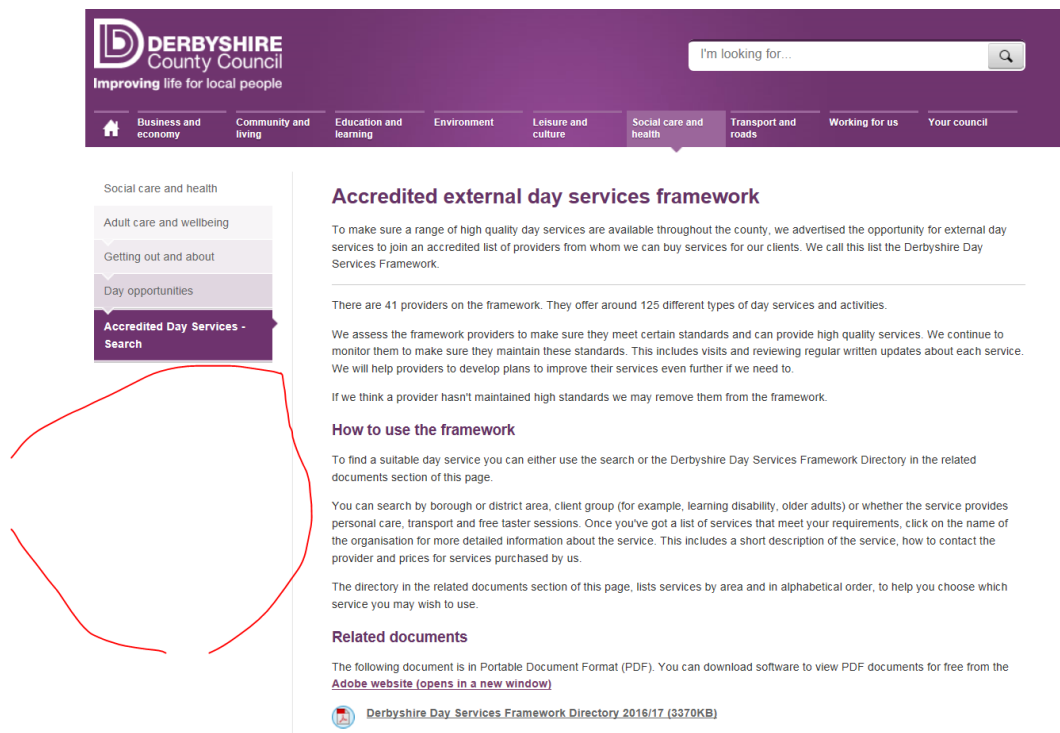 DERBYSHIRE
County Council
Improving life for local people
I'm looking for...
Business and
economy
Community and
living
Education and
learning
Environment
Leisure and
culture
Social care and
health
Transport and
roads
Working for us
Your council
Social care and health
Adult care and wellbeing
Getting out and about
Day opportunities
Accredited Day Services -
Search
Accredited external day services framework
To make sure a range of high quality day services are available throughout the county, we advertised the opportunity for external day
services to join an accredited list of providers from whom we can buy services for our clients. We call this list the Derbyshire Day
Services Framework.
There are 41 providers on the framework. They offer around 125 different types of day services and activities.
We assess the framework providers to make sure they meet certain standards and can provide high quality services. We continue to
monitor them to make sure they maintain these standards. This includes visits and reviewing regular written updates about each service.
We will help providers to develop plans to improve their services even further if we need to.
If we think a provider hasn't maintained high standards we may remove them from the framework.
How to use the framework
To find a suitable day service you can either use the search or the Derbyshire Day Services Framework Directory in the related
documents section of this page.
You can search by borough or district area, client group (for example, learning disability, older adults) or whether the service provides
personal care, transport and free taster sessions. Once you've got a list of services that meet your requirements, click on the name of
the organisation for more detailed information about the service. This includes a short description of the service, how to contact the
provider and prices for services purchased by us.
The directory in the related documents section of this page, lists services by area and in alphabetical order, to help you choose which
service you may wish to use.
Related documents
The following document is in Portable Document Format (PDF). You can download software to view PDF documents for free from the
Adobe website (opens in a new window)
Derbyshire Day Services Framework Directory 2016/17 (3370KB)